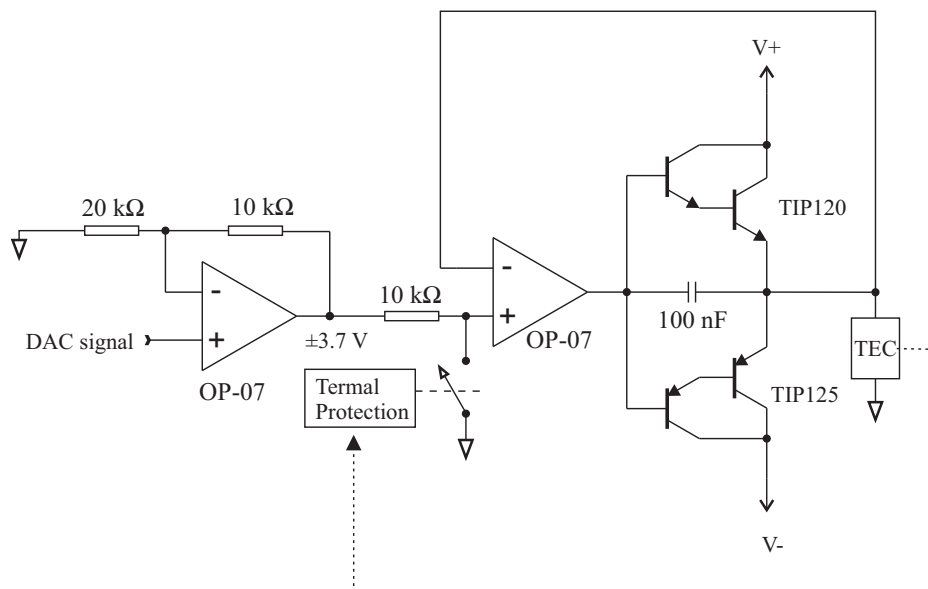 V+
TIP120
20 kΩ
10 kΩ
-
+
DAC signal
OP-07
±3.7 V
10 kΩ
-
+
OP-07
100 nF
TEC
Termal
Protection
TIP125
V-